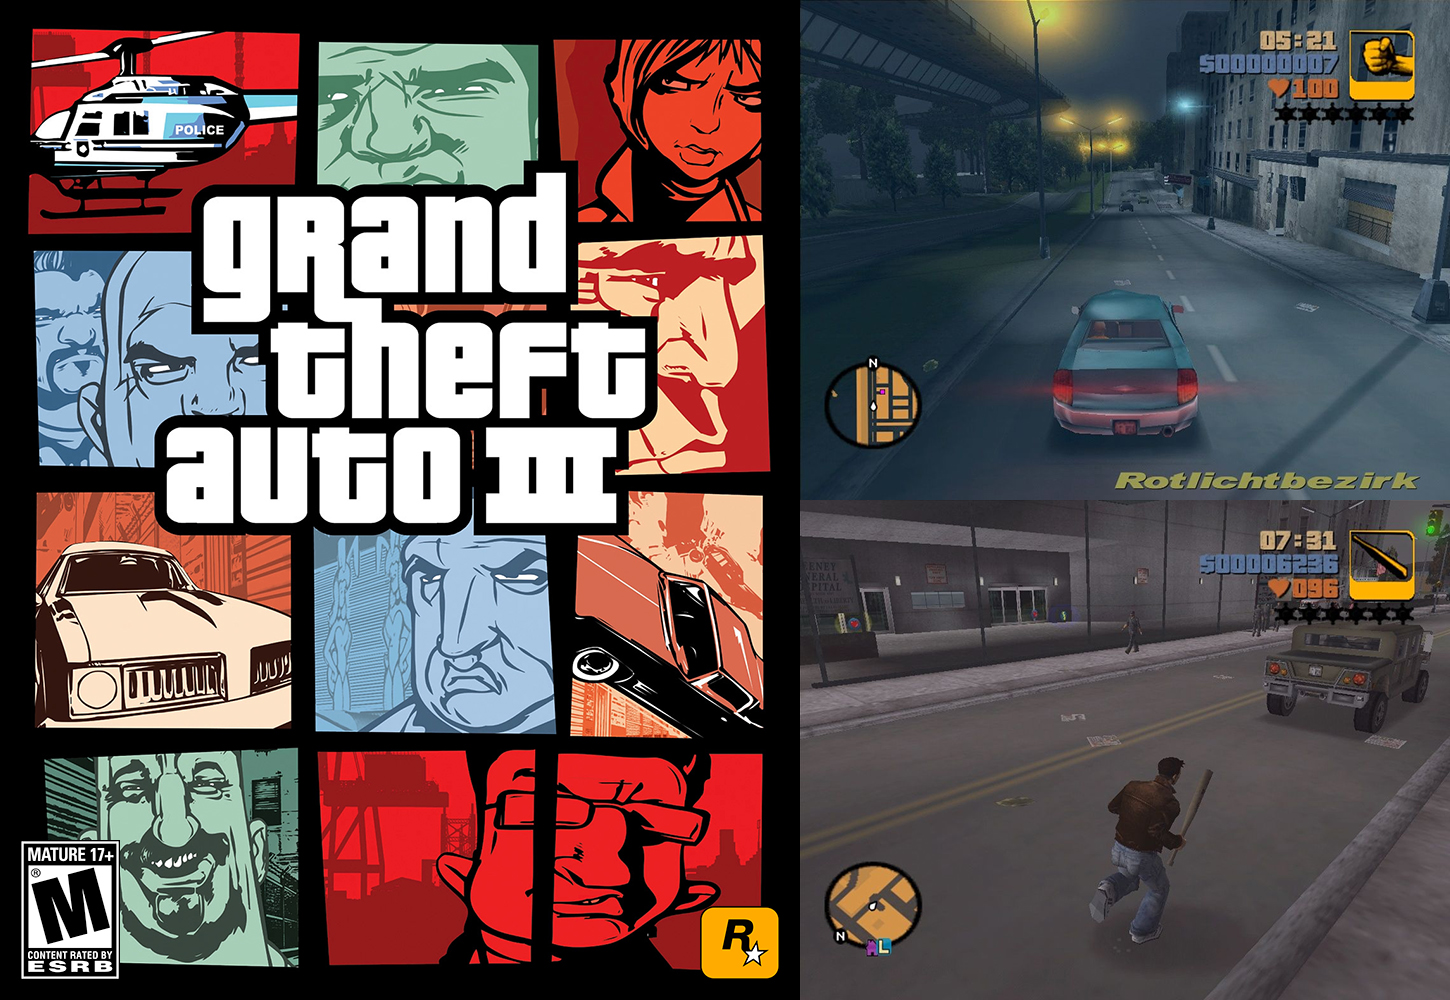 POLICE
grand
theft
auto III
MATURE 17+
M
®
CONTENT RATED BY
ESRB
R
05:21
$00000007
100
N
Rotlichtbezirk
07:31
$00006236
096
N
L